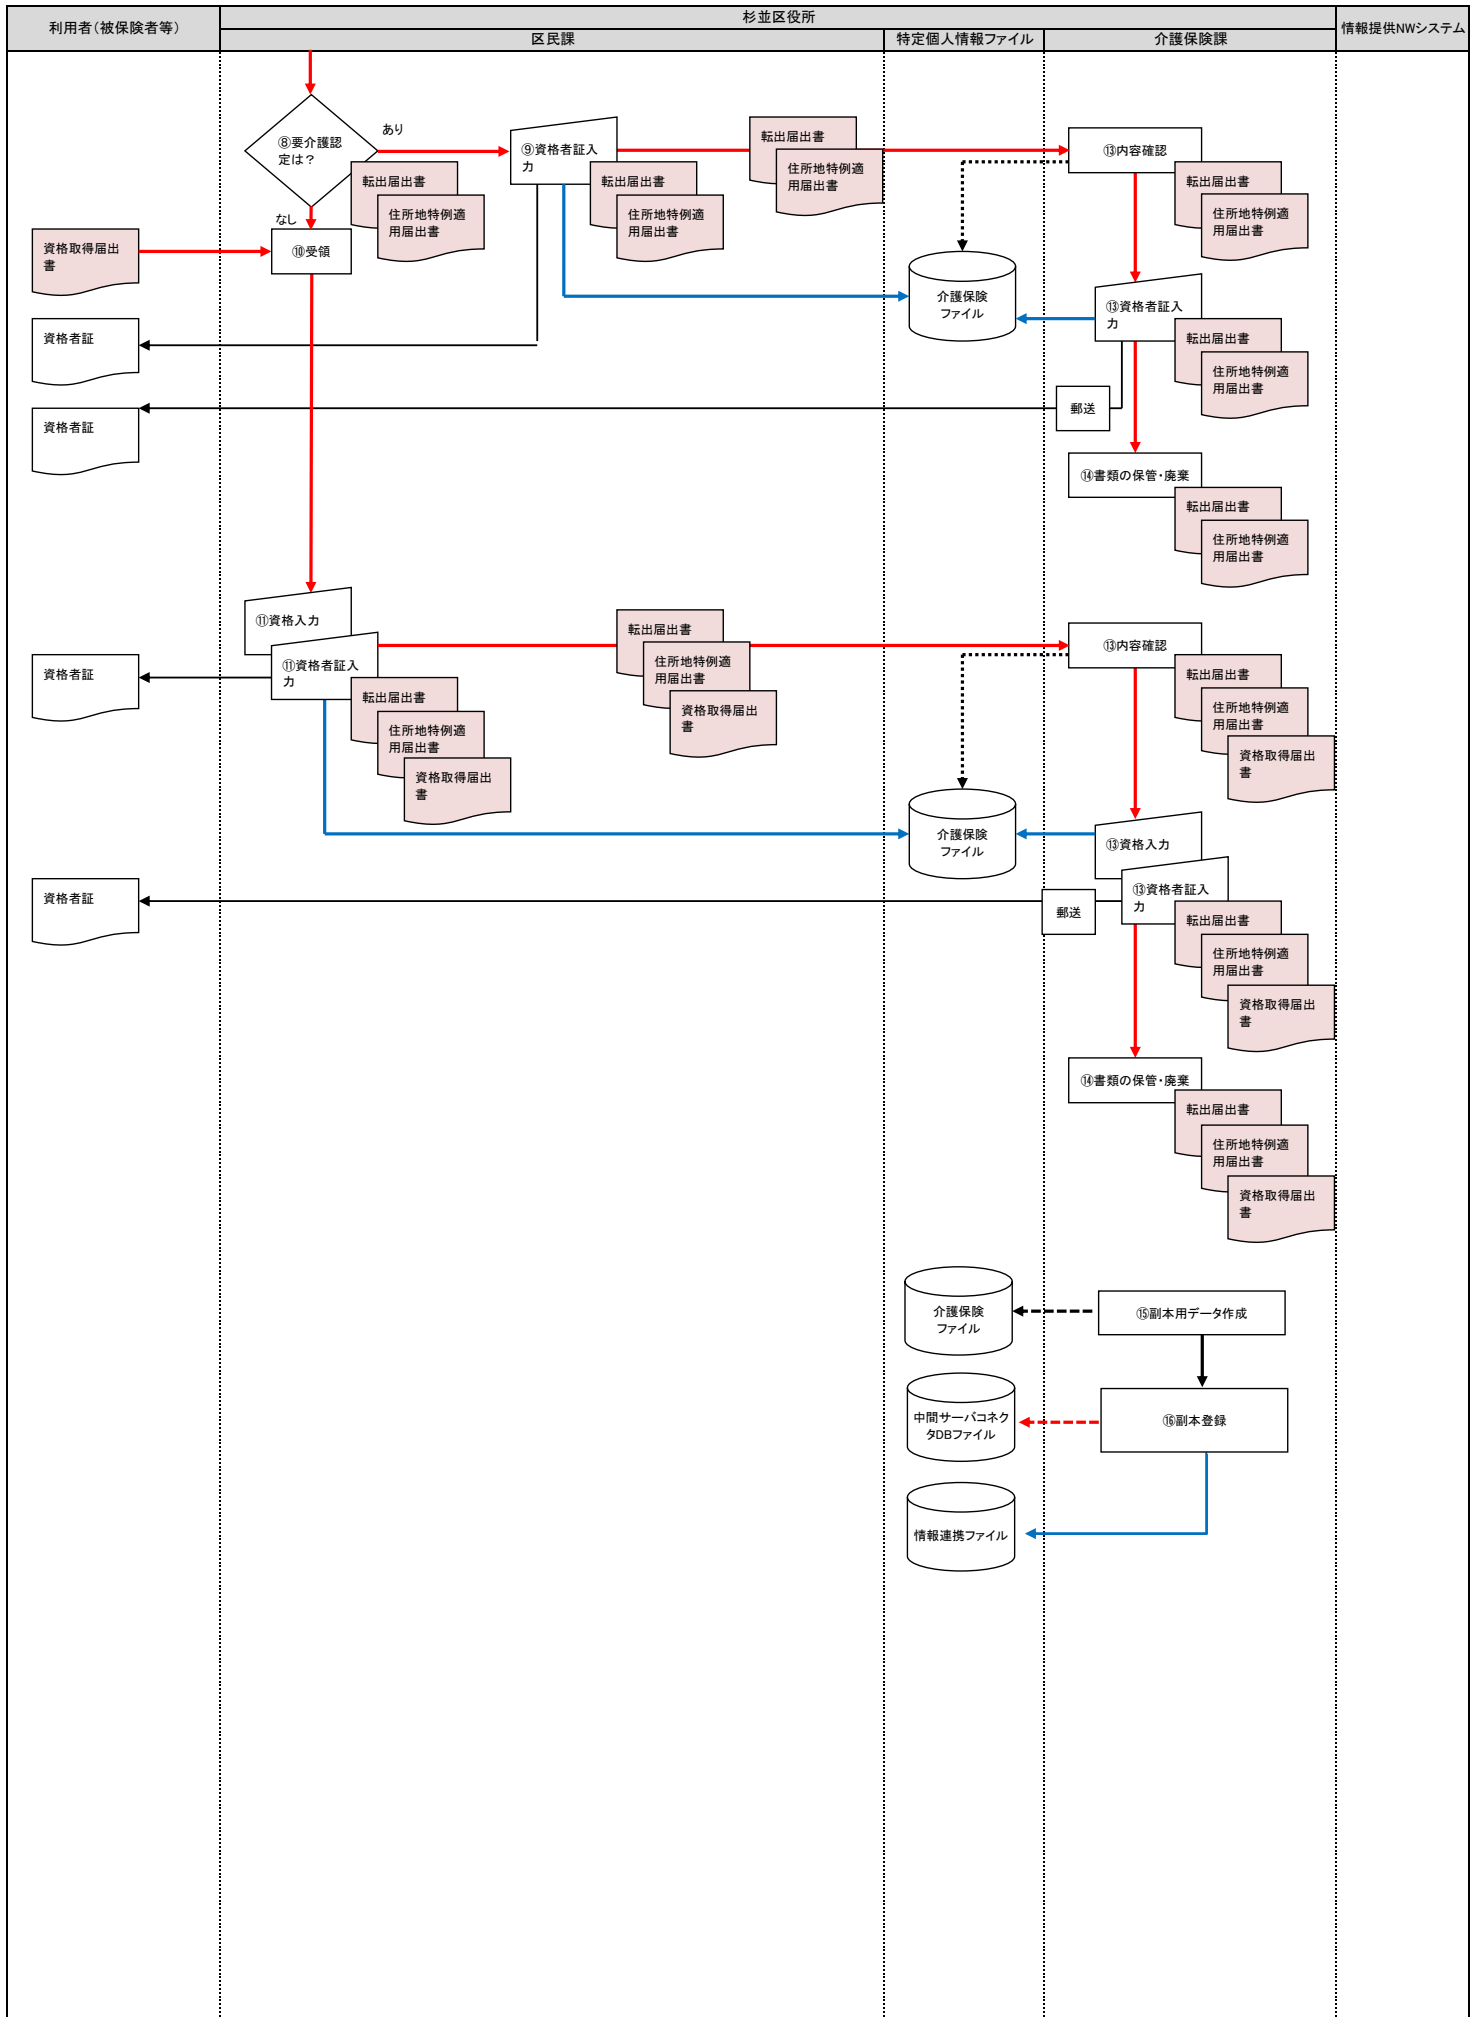 利用者（被保険者等）
杉並区役所
区民課
特定個人情報ファイル
介護保険課
情報提供NWシステム
⑧要介護認
定は？
あり
なし
転出届出書
住所地特例適
用届出書
⑨資格者証入
力
転出届出書
住所地特例適
用届出書
転出届出書
住所地特例適
用届出書
⑬内容確認
転出届出書
住所地特例適
用届出書
資格取得届出
書
⑩受領
介護保険
ファイル
⑬資格者証入
力
転出届出書
住所地特例適
用届出書
資格者証
郵送
資格者証
⑭書類の保管・廃棄
転出届出書
住所地特例適
用届出書
⑪資格入力
⑪資格者証入
力
転出届出書
住所地特例適
用届出書
資格取得届出
書
転出届出書
住所地特例適
用届出書
資格取得届出
書
⑬内容確認
転出届出書
住所地特例適
用届出書
資格取得届出
書
資格者証
介護保険
ファイル
⑬資格入力
⑬資格者証入
力
転出届出書
住所地特例適
用届出書
資格取得届出
書
郵送
資格者証
⑭書類の保管・廃棄
転出届出書
住所地特例適
用届出書
資格取得届出
書
介護保険
ファイル
⑮副本用データ作成
中間サーバコネク
タDBファイル
⑯副本登録
情報連携ファイル